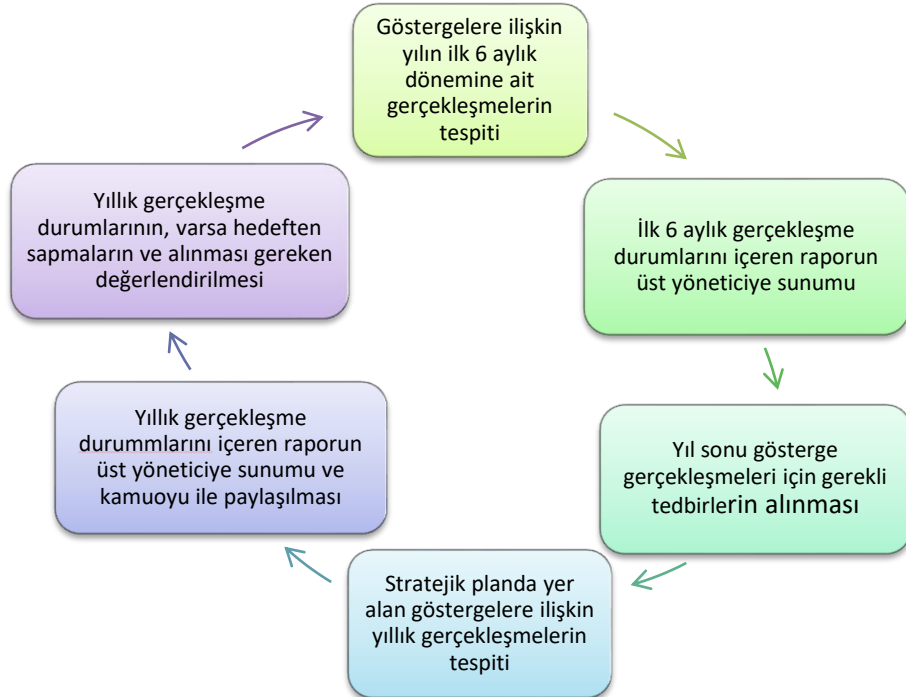 Göstergelere ilişkin
yılın ilk 6 aylık
dönemine ait
gerçekleşmelerin
tespiti
İlk 6 aylık gerçekleşme
durumlarını içeren raporun
üst yöneticiye sunumu
Yıl sonu gösterge
gerçekleşmeleri için gerekli
tedbirlerin alınması
Stratejik planda yer
alan göstergelere ilişkin
yıllık gerçekleşmelerin
tespiti
Yıllık gerçekleşme
durummlarını içeren raporun
üst yöneticiye sunumu ve
kamuoyu ile paylaşılması
Yıllık gerçekleşme
durumlarının, varsa hedeften
sapmaların ve alınması gereken
değerlendirilmesi